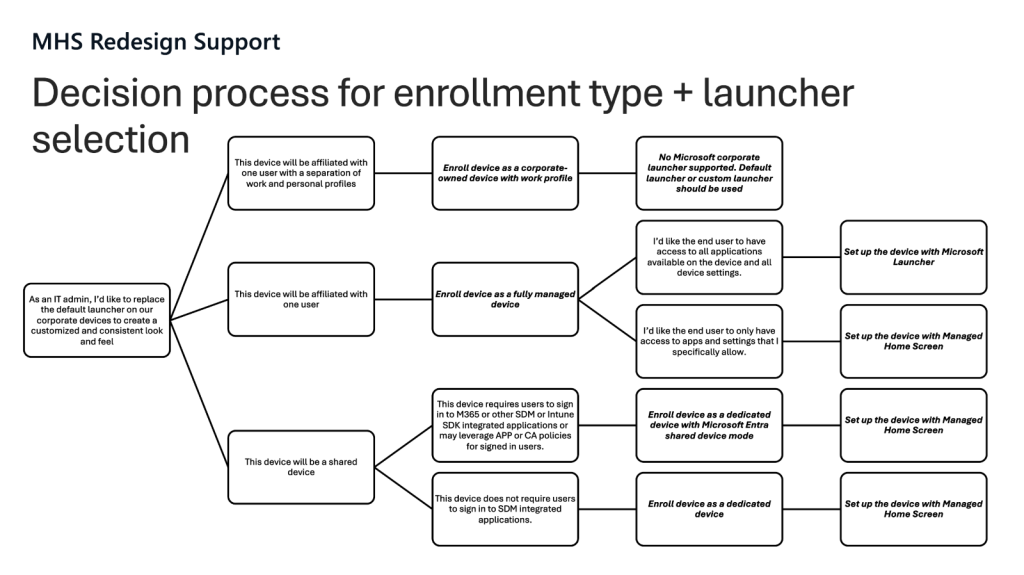 MHS Redesign Support
Decision process for enrollment type + launcher
selection
As an IT admin, I'd like to replace
the default launcher on our
corporate devices to create a
customized and consistent look
and feel
This device will be affiliated with
one user with a separation of
work and personal profiles
Enroll device as a corporate-
owned device with work profile
No Microsoft corporate
launcher supported. Default
launcher or custom launcher
should be used
This device will be affiliated with
one user
Enroll device as a fully managed
device
I'd like the end user to have
access to all applications
available on the device and all
device settings.
Set up the device with Microsoft
Launcher
I'd like the end user to only have
access to apps and settings that I
specifically allow.
Set up the device with Managed
Home Screen
This device will be a shared
device
This device requires users to sign
in to M365 or other SDM or Intune
SDK integrated applications or
may leverage APP or CA policies
for signed in users.
Enroll device as a dedicated
device with Microsoft Entra
shared device mode
Set up the device with Managed
Home Screen
This device does not require users
to sign in to SDM integrated
applications.
Enroll device as a dedicated
device
Set up the device with Managed
Home Screen